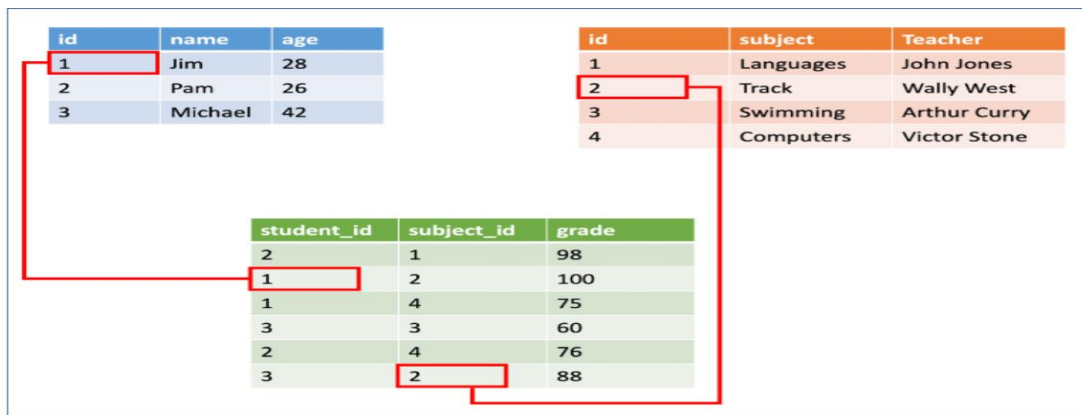 id name age
1 Jim 28
2 Pam 26
3 Michael 42
id subject Teacher
1 Languages John Jones
2 Track Wally West
3 Swimming Arthur Curry
4 Computers Victor Stone
student_id subject_id grade
2 1 98
1 2 100
1 4 75
3 3 60
2 4 76
3 2 88